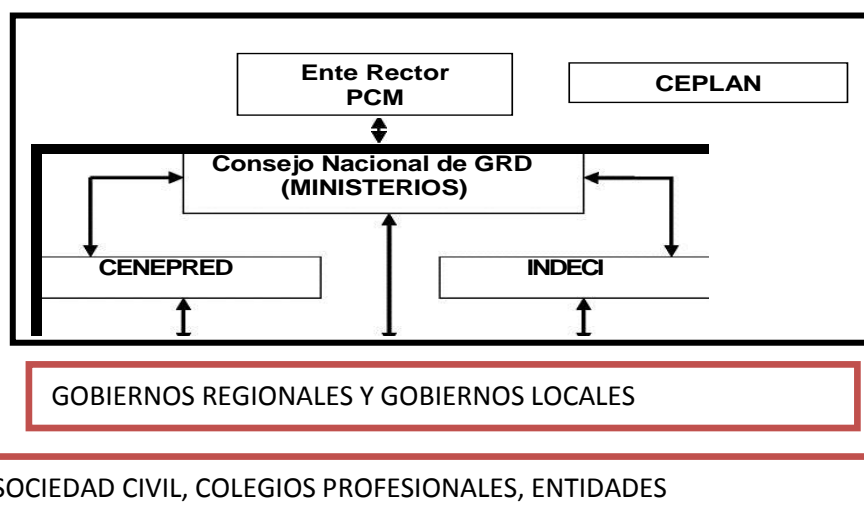 Ente Rector
PCM
CEPLAN
Consejo Nacional de GRD
(MINISTERIOS)
CENEPRED
INDECI
GOBIERNOS REGIONALES Y GOBIERNOS LOCALES
SOCIEDAD CIVIL, COLEGIOS PROFESIONALES, ENTIDADES